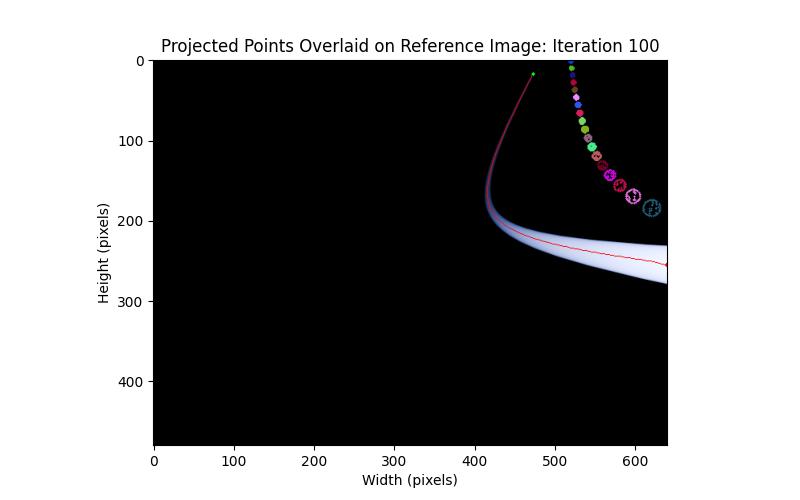 Projected Points Overlaid on Reference Image: Iteration 100
0
100
200
300
400
Height (pixels)
0 100 200 300 400 500 600
Width (pixels)